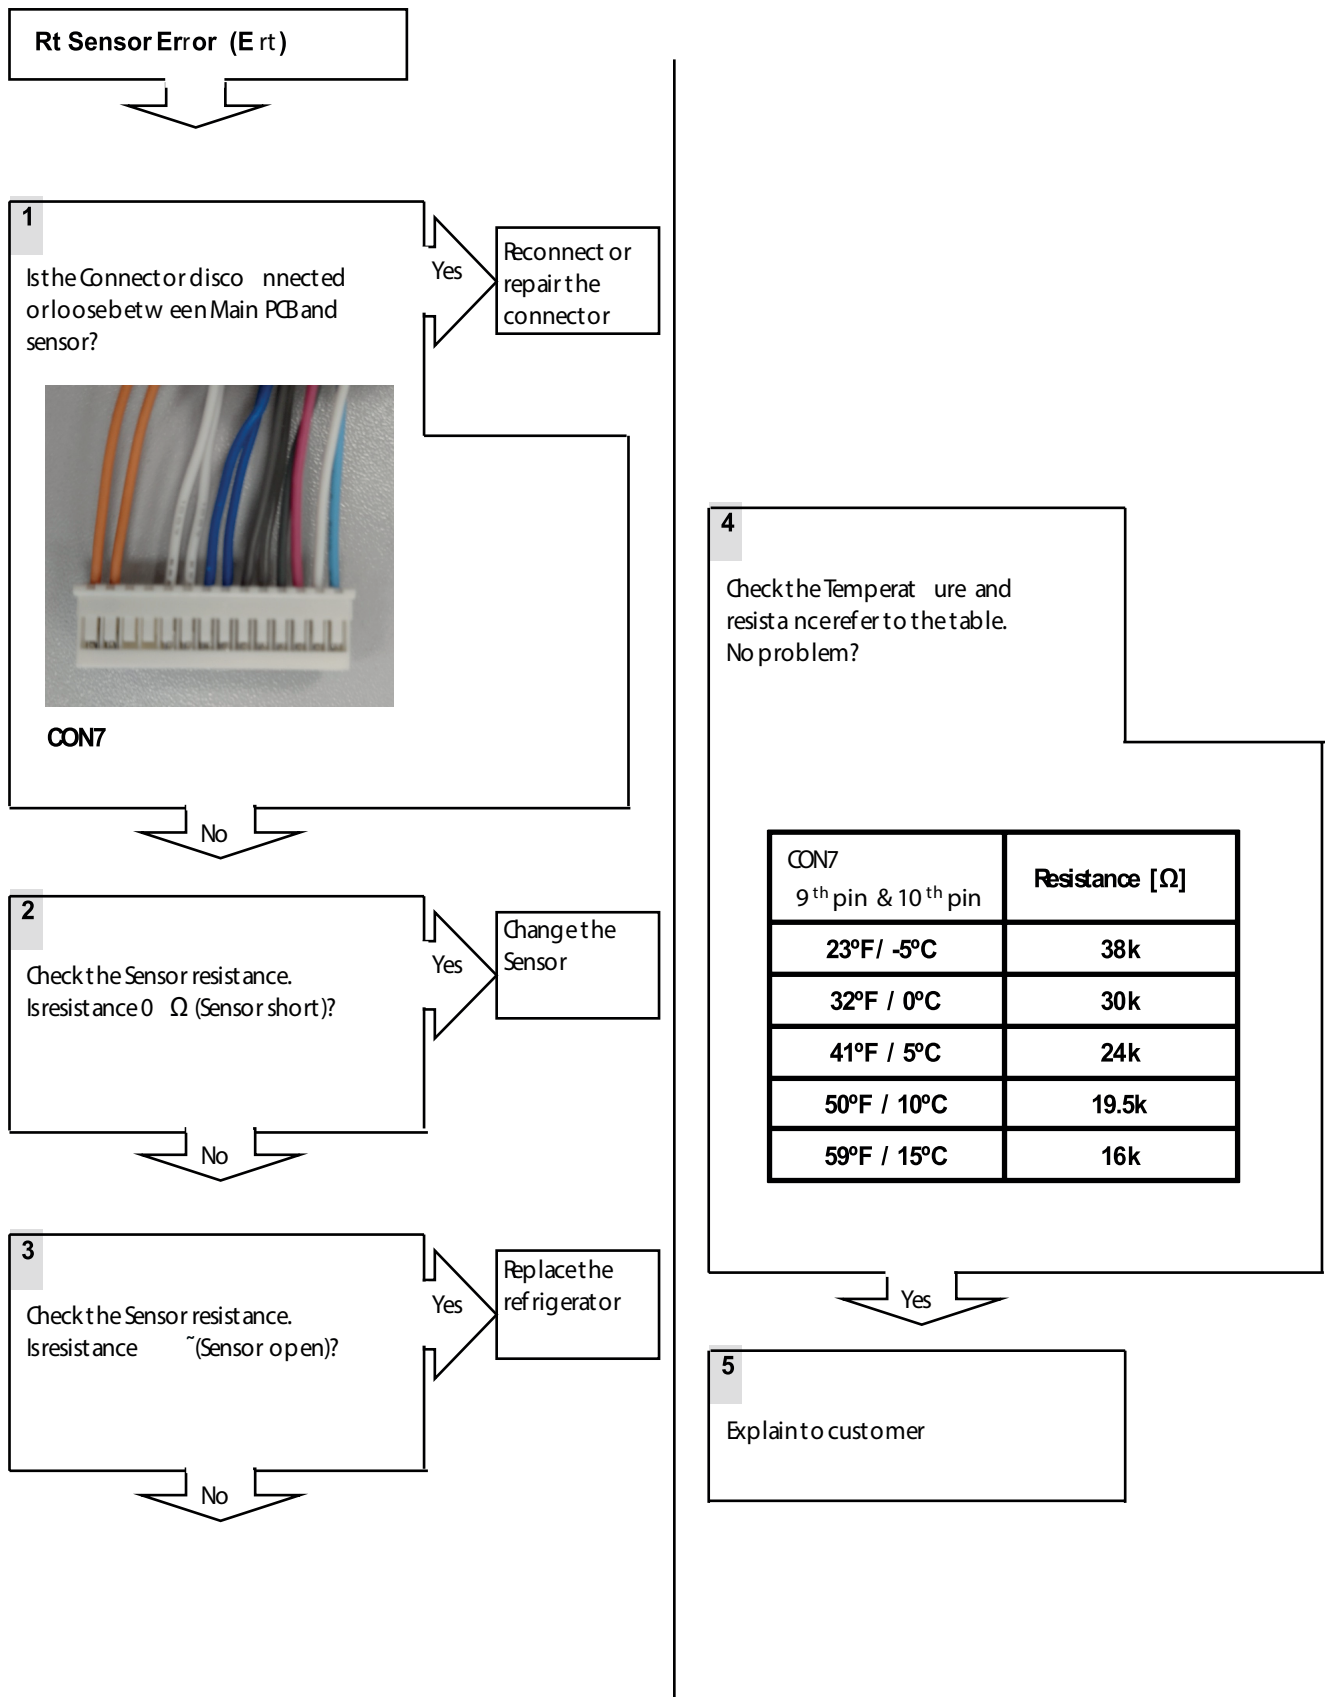 Rt Sensor Error (E rt)
1
Is the Connector disconnected
or loose between Main PCB and
sensor?
Yes
Reconnect or
repair the
connector
CON7
No
2
Check the Sensor resistance.
Is resistance 0 Ω (Sensor short)?
Yes
Change the
Sensor
No
3
Check the Sensor resistance.
Is resistance ˜(Sensor open)?
Yes
Replace the
refrigerator
No
4
Check the Temperature and
resistance refer to the table.
No problem?
CON7
9th pin & 10th pin
Resistance [Ω]
23ºF/ -5ºC 38k
32ºF / 0ºC 30k
41ºF / 5ºC 24k
50ºF / 10ºC 19.5k
59ºF / 15ºC 16k
Yes
5
Explain to customer